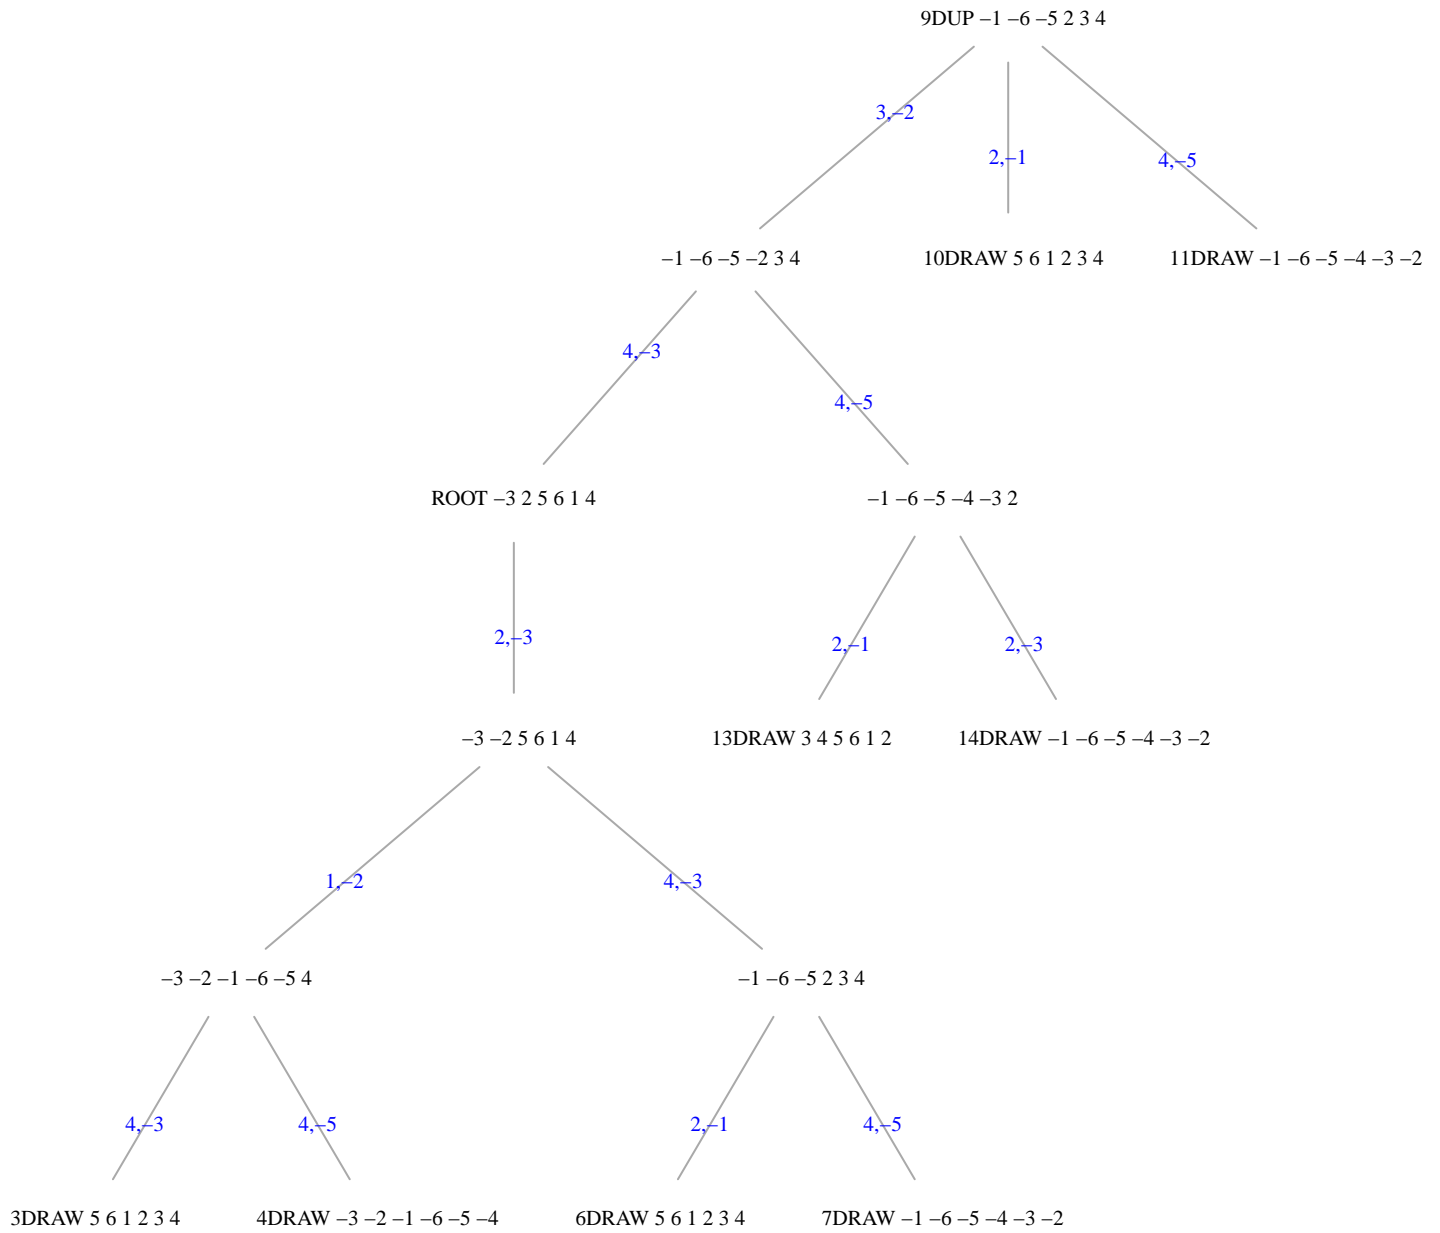 9DUP –1 –6 –5 2 3 4
3,–2
2,–1
4,–5
–1 –6 –5 –2 3 4
10DRAW 5 6 1 2 3 4
11DRAW –1 –6 –5 –4 –3 –2
4,–3
4,–5
ROOT –3 2 5 6 1 4
–1 –6 –5 –4 –3 2
2,–3
2,–1
2,–3
–3 –2 5 6 1 4
13DRAW 3 4 5 6 1 2
14DRAW –1 –6 –5 –4 –3 –2
1,–2
4,–3
–3 –2 –1 –6 –5 4
–1 –6 –5 2 3 4
4,–3
4,–5
2,–1
4,–5
3DRAW 5 6 1 2 3 4
4DRAW –3 –2 –1 –6 –5 –4
6DRAW 5 6 1 2 3 4
7DRAW –1 –6 –5 –4 –3 –2